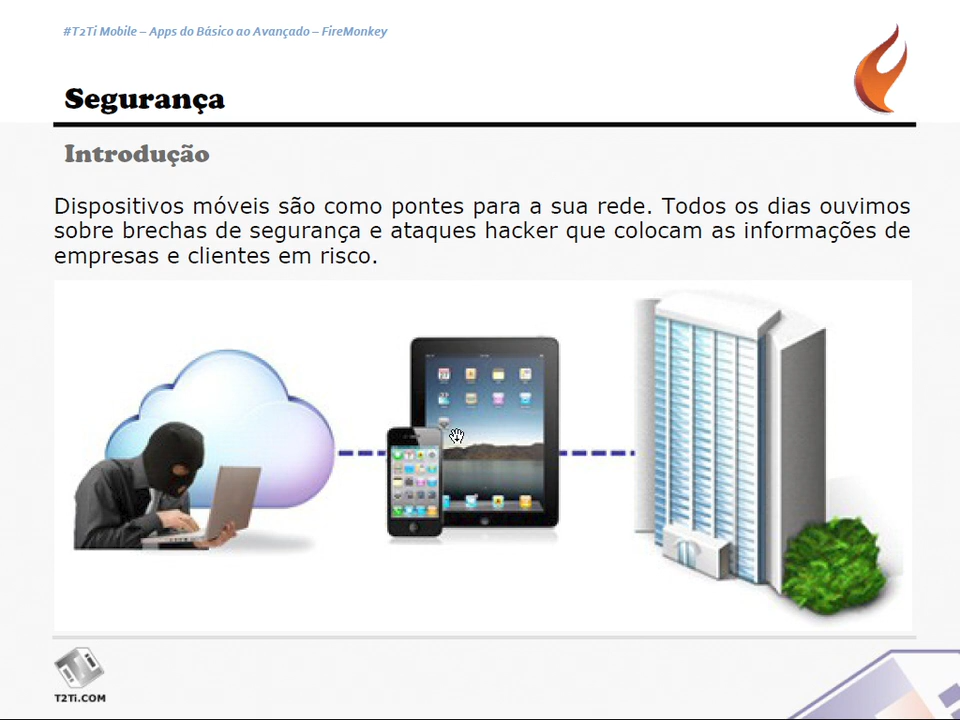 #T2Ti Mobile – Apps do Básico ao Avançado – FireMonkey
Segurança
Introdução
Dispositivos móveis são como pontes para a sua rede. Todos os dias ouvimos
sobre brechas de segurança e ataques hacker que colocam as informações de
empresas e clientes em risco.
T2Ti.COM